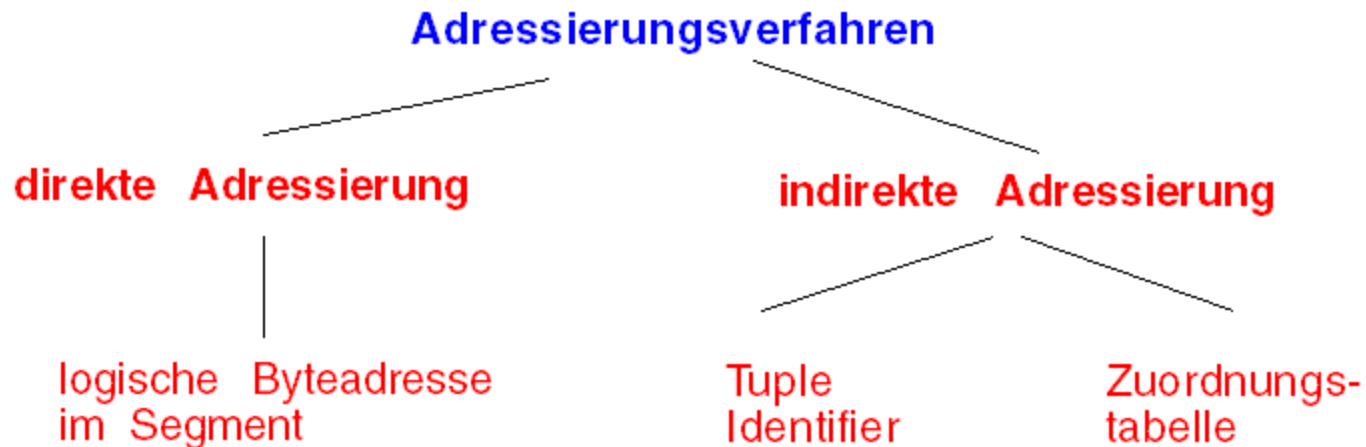 Adressierungsverfahren
direkte Adressierung
indirekte Adressierung
logische Byteadresse
im Segment
Tuple
Identifier
Zuordnungs-
tabelle